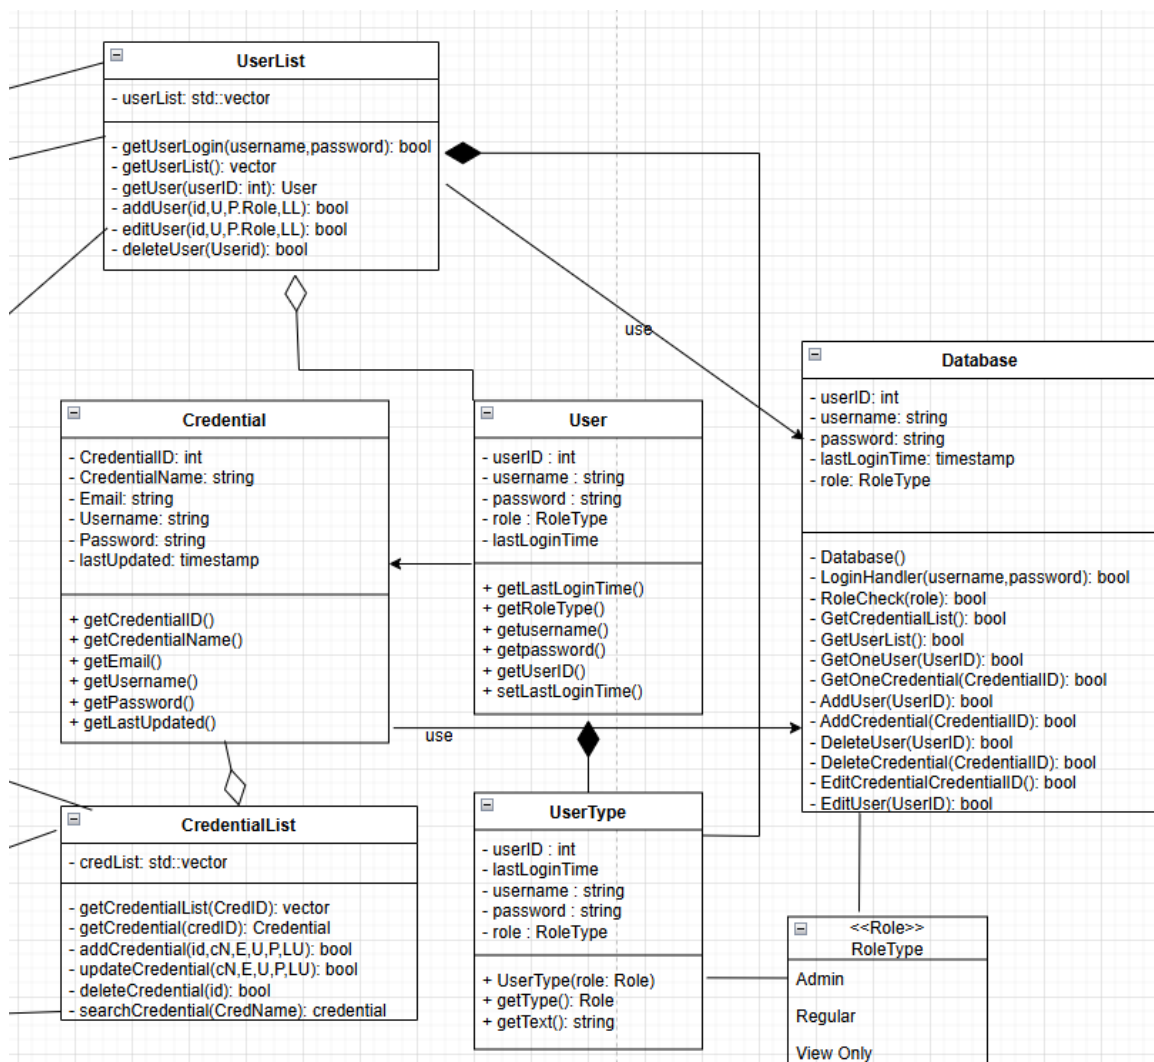 UserList
- userList: std::vector
- getUserLogin(username,password): bool
- getUserList(): vector
- getUser(userID: int): User
- addUser(id,U,P.Role,LL): bool
- editUser(id,U,P.Role,LL): bool
- deleteUser(Userid): bool
use
Database
- userID: int
- username: string
- password: string
- lastLoginTime: timestamp
- role: RoleType
- Database()
- LoginHandler(username,password): bool
- RoleCheck(role): bool
- GetCredentialList(): bool
- GetUserList(): bool
- GetOneUser(UserID): bool
- GetOneCredential(CredentialID): bool
- AddUser(UserID): bool
- AddCredential(CredentialID): bool
- DeleteUser(UserID): bool
- DeleteCredential(CredentialID): bool
- EditCredentialCredentialID(): bool
- EditUser(UserID): bool
Credential
- CredentialID: int
- CredentialName: string
- Email: string
- Username: string
- Password: string
- lastUpdated: timestamp
+ getCredentialID()
+ getCredentialName()
+ getEmail()
+ getUsername()
+ getPassword()
+ getLastUpdated()
User
- userID : int
- username : string
- password : string
- role : RoleType
- lastLoginTime
+ getLastLoginTime()
+ getRoleType()
+ getusername()
+ getpassword()
+ getUserID()
+ setLastLoginTime()
use
CredentialList
- credList: std::vector
- getCredentialList(CredID): vector
- getCredential(credID): Credential
- addCredential(id,cN,E,U,P,LU): bool
- updateCredential(cN,E,U,P,LU): bool
- deleteCredential(id): bool
- searchCredential(CredName): credential
UserType
- userID : int
- lastLoginTime
- username : string
- password : string
- role : RoleType
+ UserType(role: Role)
+ getType(): Role
+ getText(): string
<<Role>>
RoleType
Admin
Regular
View Only